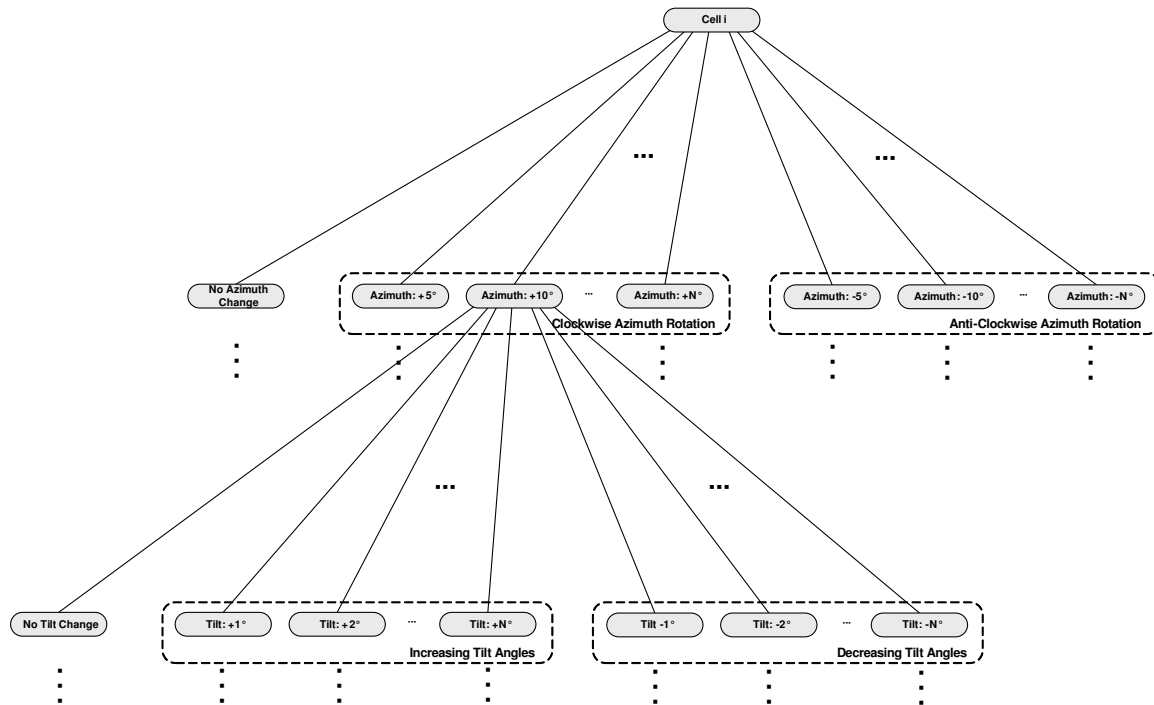 Cell i
...
...
No Azimuth
Change
Azimuth: +5°
Azimuth: +10°
...
Azimuth: +N°
Clockwise Azimuth Rotation
Azimuth: -5°
Azimuth: -10°
...
Azimuth: -N°
Anti-Clockwise Azimuth Rotation
...
...
No Tilt Change
Tilt: +1°
Tilt: +2°
...
Tilt: +N°
Increasing Tilt Angles
Tilt -1°
Tilt: -2°
...
Tilt: -N°
Decreasing Tilt Angles